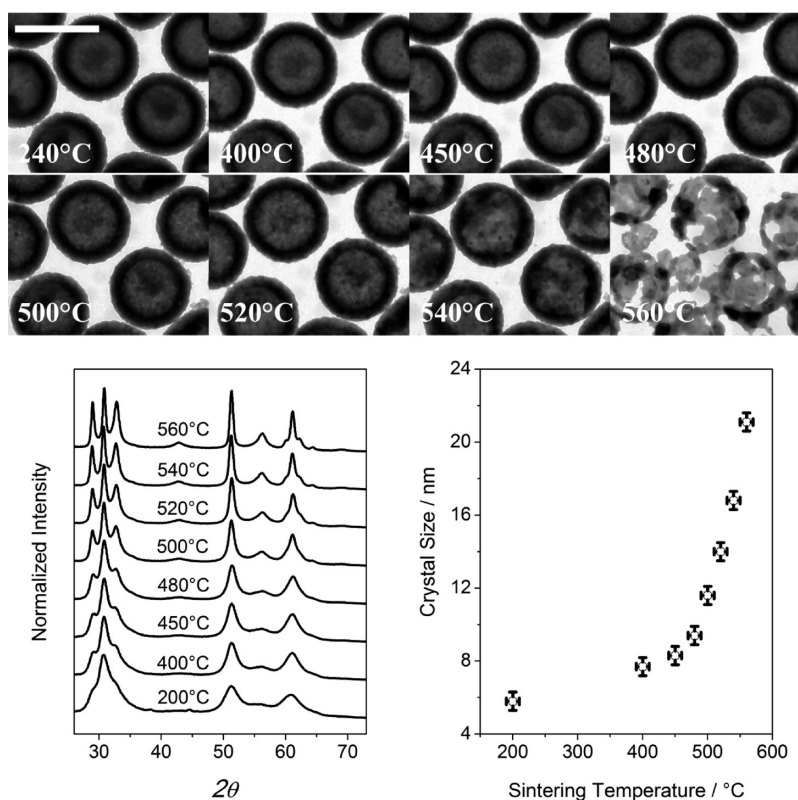 240°C 400°C 450°C 480°C
500°C 520°C 540°C 560°C
560°C
540°C
520°C
500°C
480°C
450°C
400°C
200°C
Normalized Intensity
30 40 50 60 70
2θ
24
20
16
12
8
4
Crystal Size / nm
200 300 400 500 600
Sintering Temperature / °C